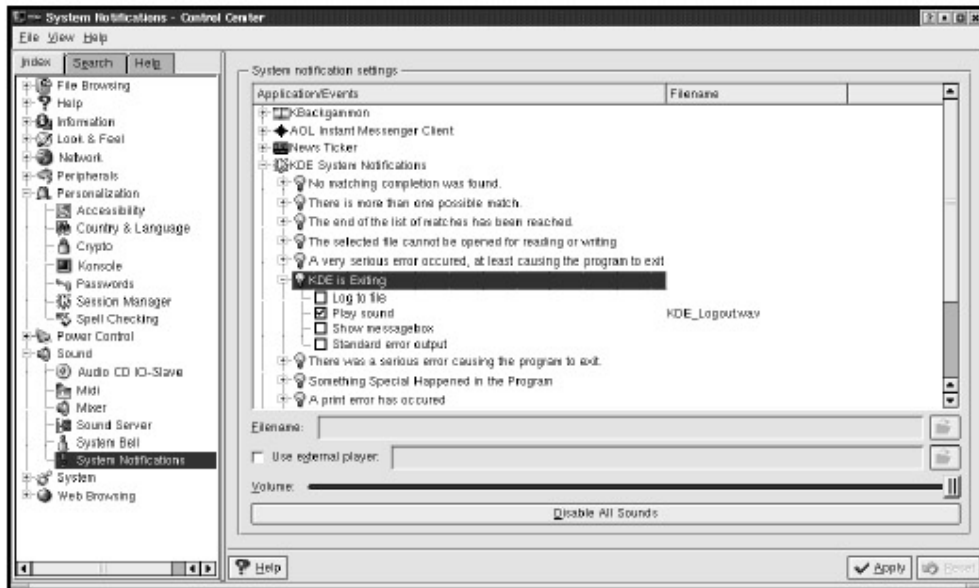 System Notifications - Control Center
File View Help
Index Search Help
File Browsing
Help
Information
Look & Feel
Network
Peripherals
Personalization
Accessibility
Country & Language
Crypto
Konsole
Passwords
Session Manager
Spell Checking
Power Control
Sound
Audio CD IO-Slave
Midi
Mixer
Sound Server
System Bell
System Notifications
System
Web Browsing
System notification settings
Application/Events Filename
KBackgammon
AOL Instant Messenger Client
News Ticker
KDE System Notifications
No matching completion was found.
There is more than one possible match.
The end of the list of matches has been reached.
The selected file cannot be opened for reading or writing
A very serious error occured, at least causing the program to exit
KDE is Exiting
Log to file
Play sound KDE_Logout.wav
Show messagebox
Standard error output
There was a serious error causing the program to exit.
Something Special Happened in the Program
A print error has occured
Filename:
Use external player:
Volume:
Disable All Sounds
Help Apply Reset